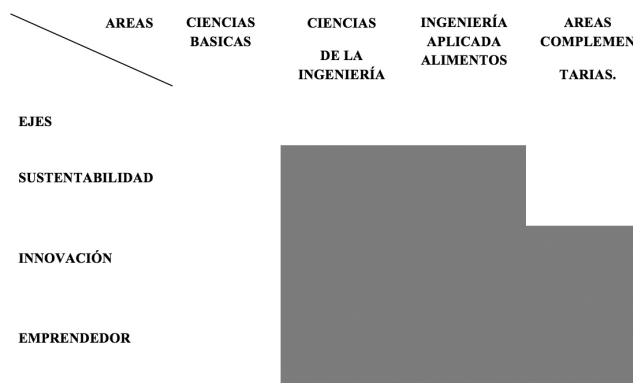 AREAS
CIENCIAS
BASICAS
CIENCIAS
DE LA
INGENIERÍA
INGENIERÍA
APLICADA
ALIMENTOS
AREAS
COMPLEMEN
TARIAS.
EJES
SUSTENTABILIDAD
INNOVACIÓN
EMPRENDEDOR